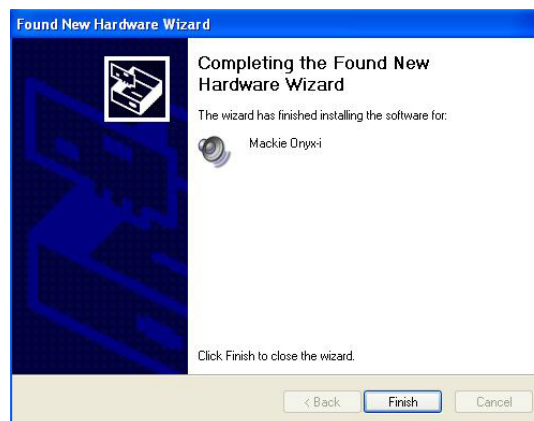 Found New Hardware Wizard
Completing the Found New
Hardware Wizard
The wizard has finished installing the software for:
Mackie Onyx-i
Click Finish to close the wizard.
< Back
Finish
Cancel